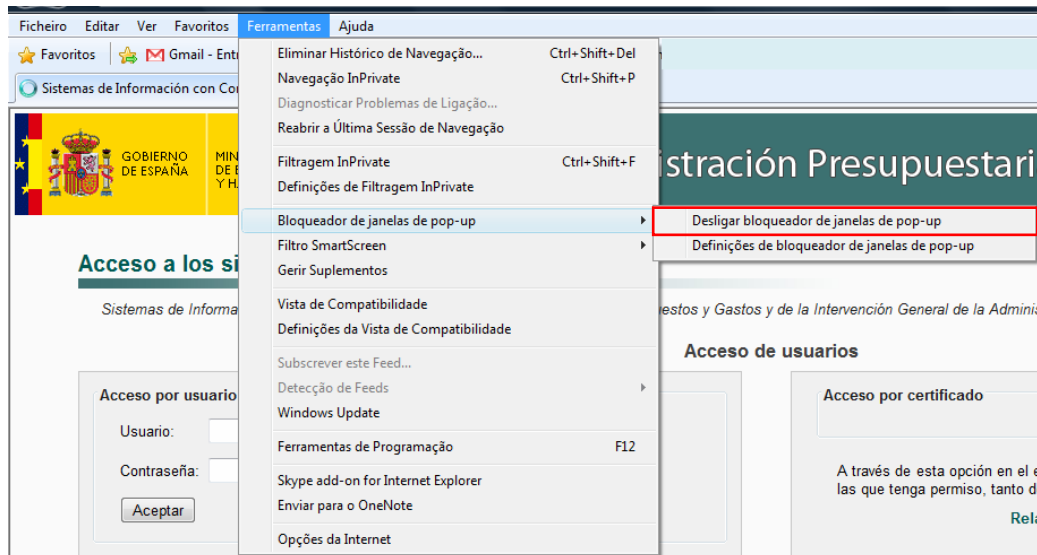 Ficheiro Editar Ver Favoritos Ferramentas Ajuda
Favoritos Gmail - Entr
Sistemas de Información con Co
Eliminar Histórico de Navegação... Ctrl+Shift+Del
Navegação InPrivate Ctrl+Shift+P
Diagnosticar Problemas de Ligação...
Reabrir a Última Sessão de Navegação
Filtragem InPrivate Ctrl+Shift+F
Definições de Filtragem InPrivate
Bloqueador de janelas de pop-up
Filtro SmartScreen
Gerir Suplementos
Vista de Compatibilidade
Definições da Vista de Compatibilidade
Subscrever este Feed...
Detecção de Feeds
Windows Update
Ferramentas de Programação F12
Skype add-on for Internet Explorer
Enviar para o OneNote
Opções da Internet
Desligar bloqueador de janelas de pop-up
Definições de bloqueador de janelas de pop-up
GOBIERNO
DE ESPAÑA
MIN
DE E
Y HA
istración Presupuestari
Acceso a los si
Sistemas de Informa
estos y Gastos y de la Intervención General de la Adminis
Acceso de usuarios
Acceso por usuario
Usuario:
Contraseña:
Aceptar
Acceso por certificado
A través de esta opción en el e
las que tenga permiso, tanto d
Rela